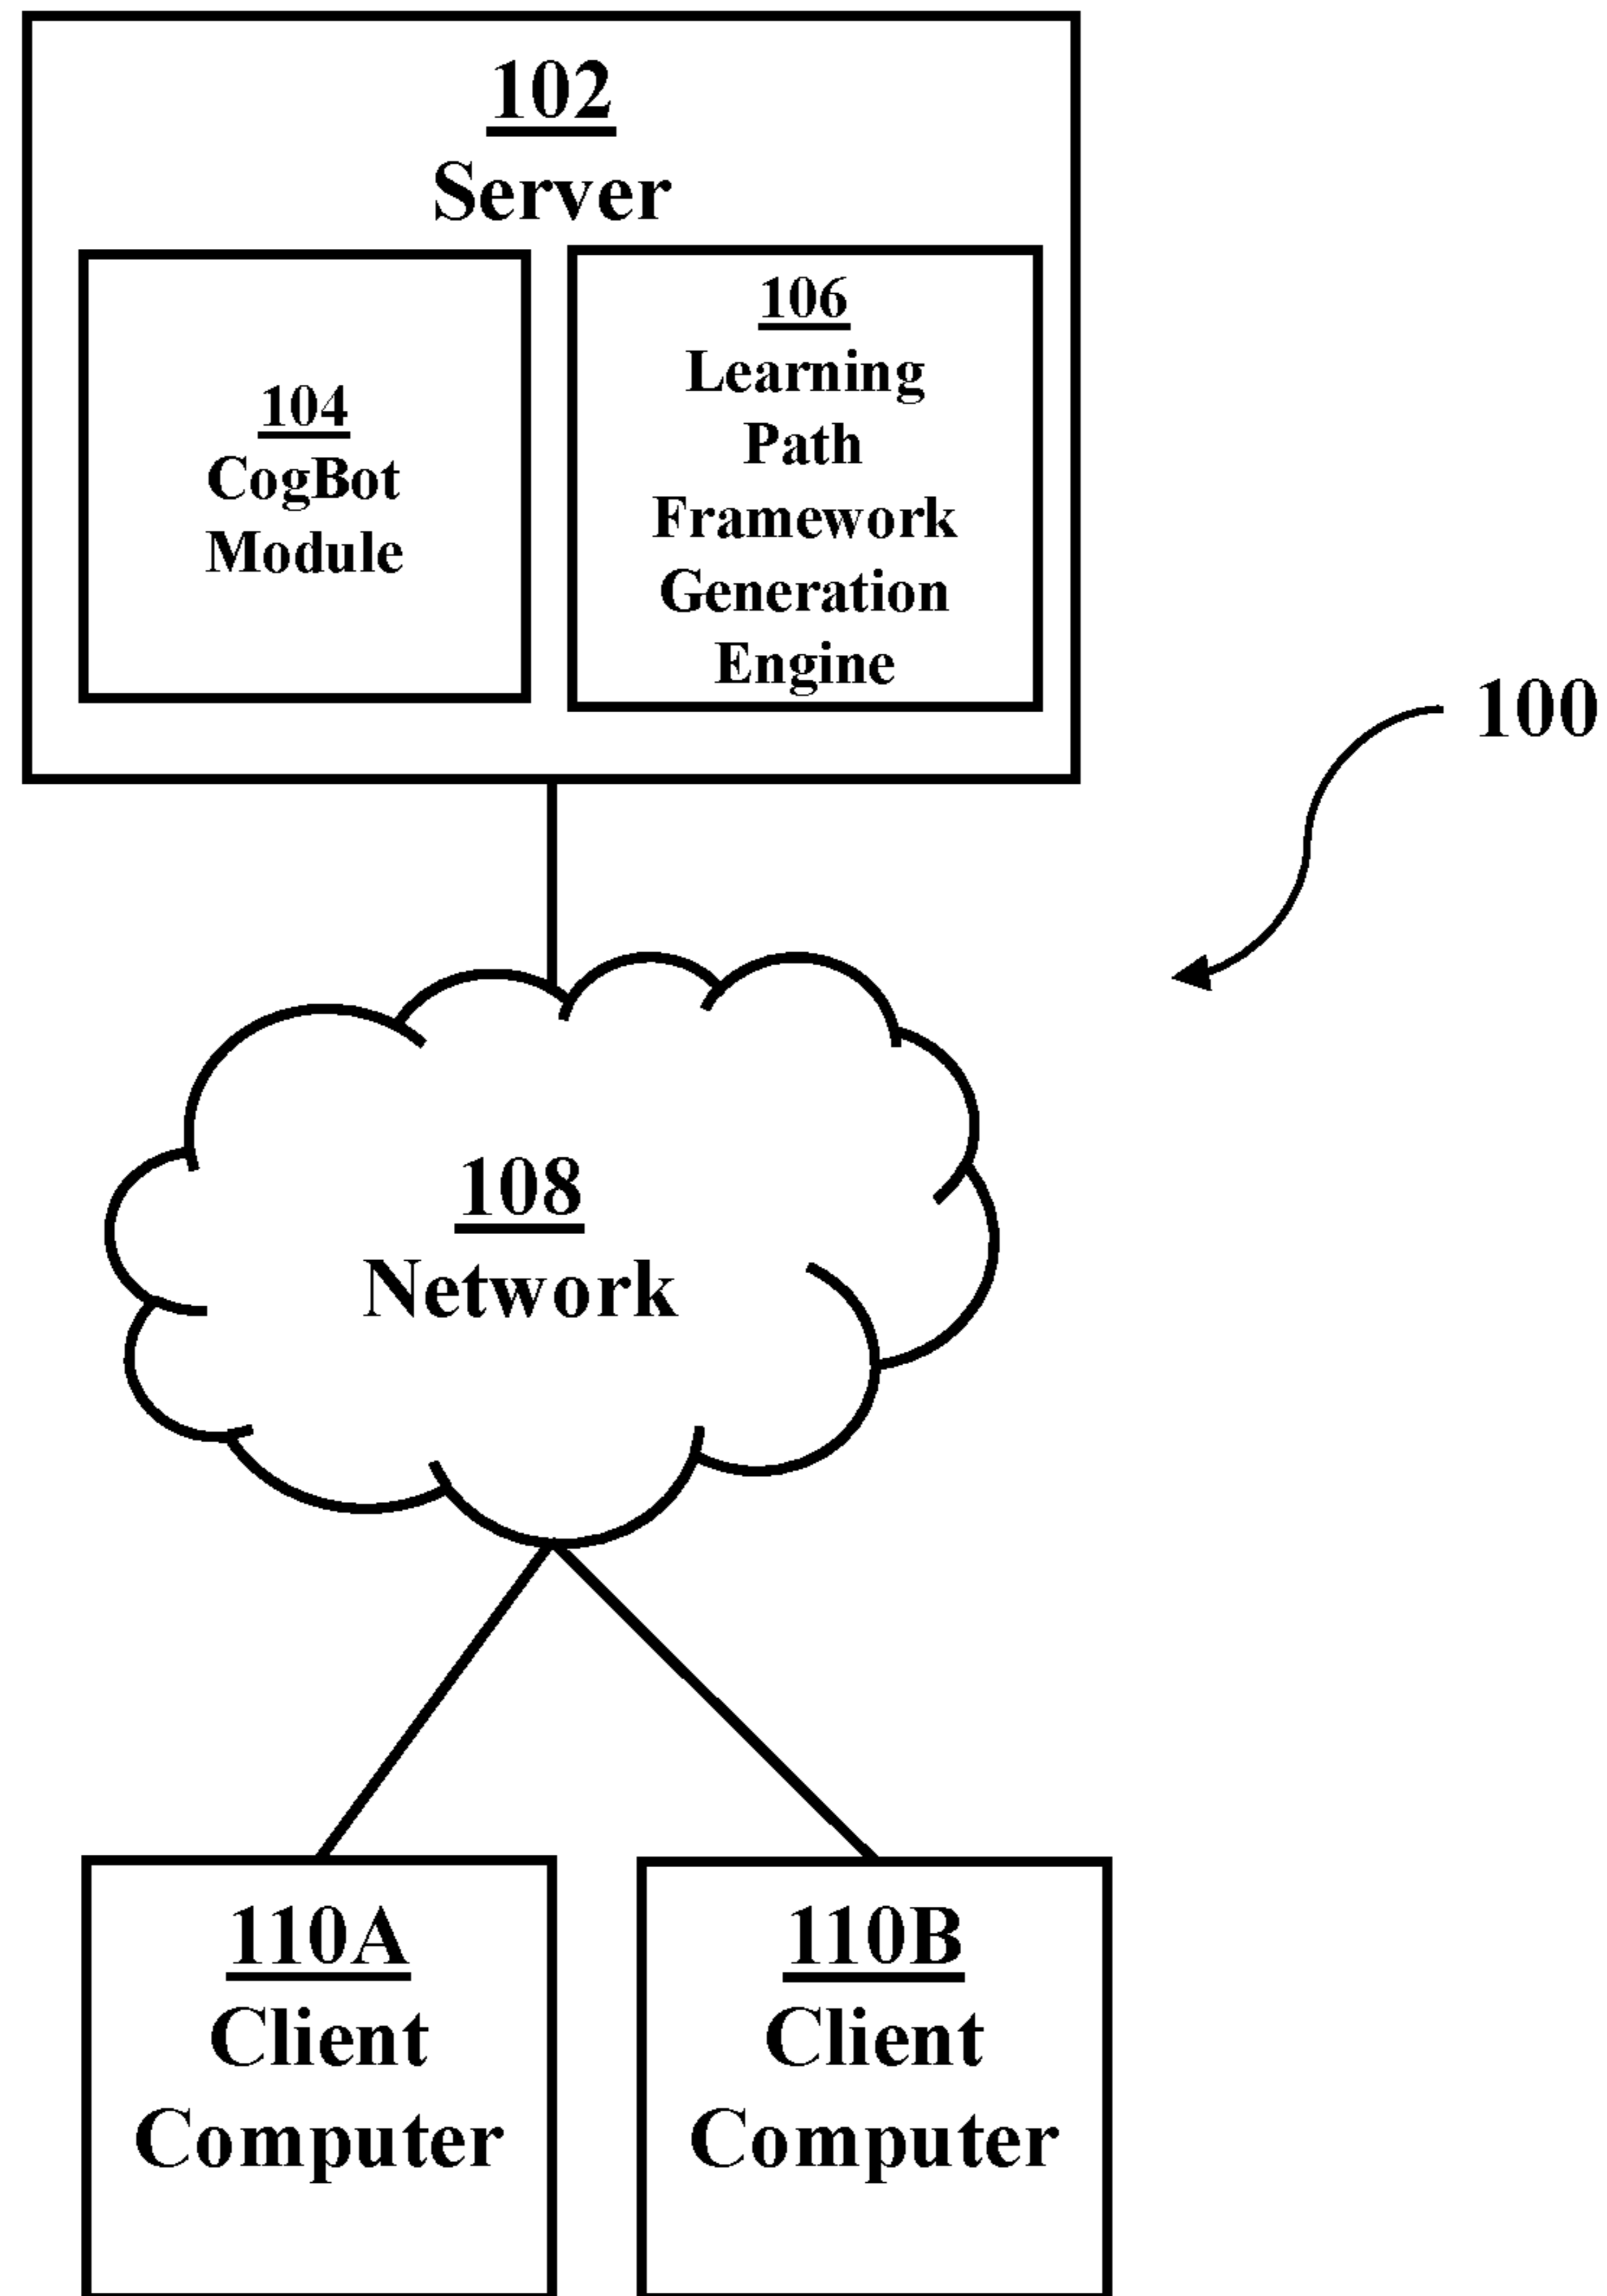 102
Server
104
CogBot
Module
106
Learning
Path
Framework
Generation
Engine
100
108
Network
110A
Client
Computer
110B
Client
Computer